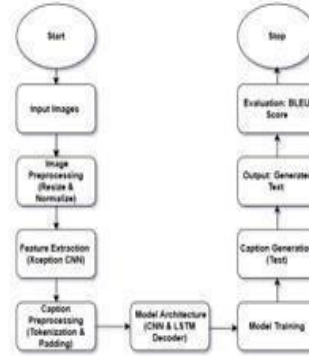 Start
Input Images
Image
Preprocessing
(Resize &
Normalize)
Feature Extraction
(Xception CNN)
Caption
Preprocessing
(Tokenization &
Padding)
Model Architecture
(CNN & LSTM
Decoder)
Model Training
Caption Generation
(Test)
Output: Generated
Text
Evaluation: BLEU
Score
Stop